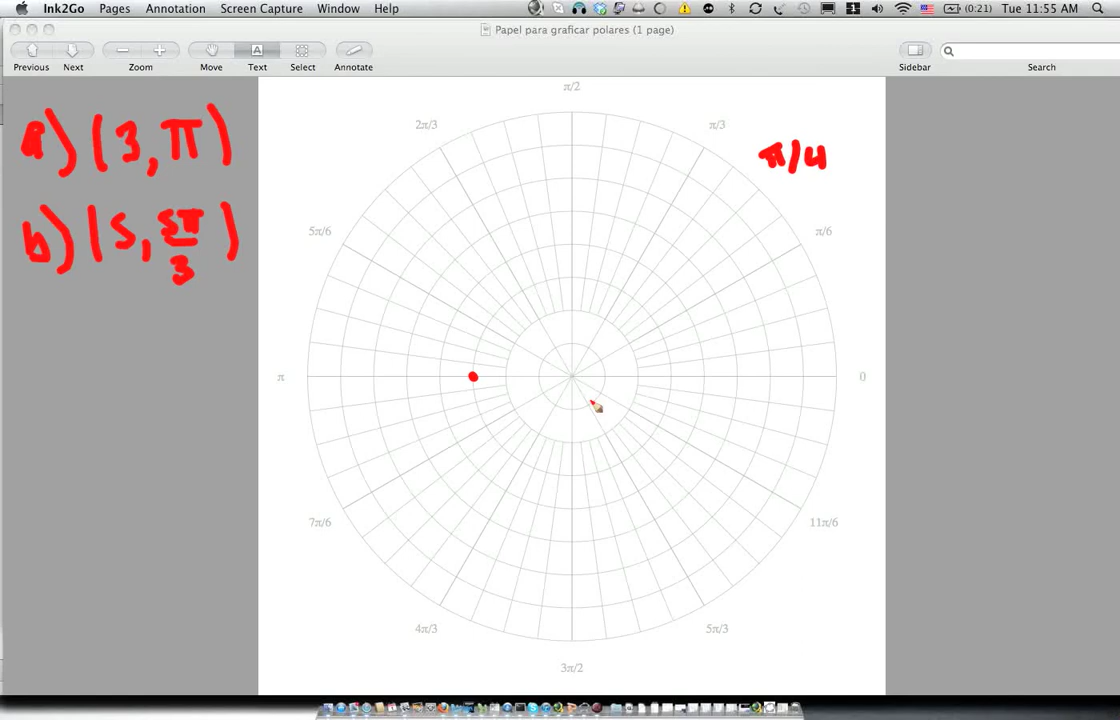 Ink2Go Pages Annotation Screen Capture Window Help 1 (0:21) Tue 11:55 AM
Papel para graficar polares (1 page)
Previous Next Zoom Move Text Select Annotate Sidebar Search
A
π/2
2π/3 π/3
a) (3, π) π/4
5π/6 π/6
b) (5, 5π/3)
π 0
7π/6 11π/6
4π/3 5π/3
3π/2